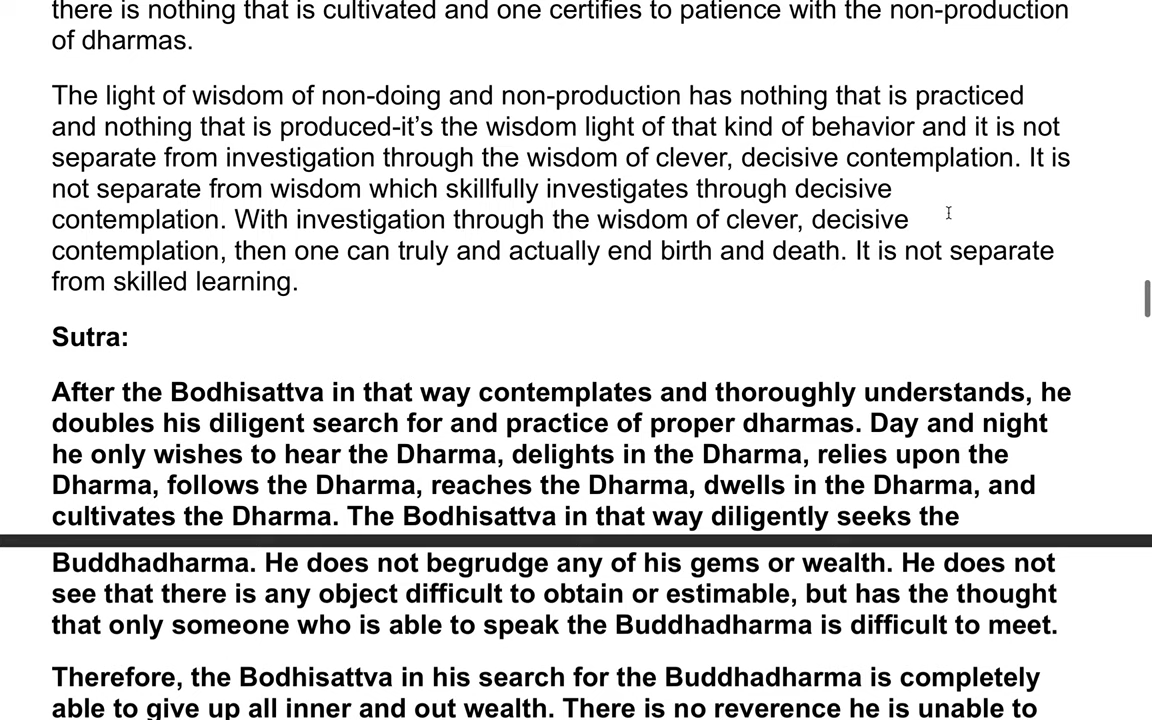 there is nothing that is cultivated and one certifies to patience with the non-production
of dharmas.
The light of wisdom of non-doing and non-production has nothing that is practiced
and nothing that is produced-it’s the wisdom light of that kind of behavior and it is not
separate from investigation through the wisdom of clever, decisive contemplation. It is
not separate from wisdom which skillfully investigates through decisive
contemplation. With investigation through the wisdom of clever, decisive
contemplation, then one can truly and actually end birth and death. It is not separate
from skilled learning.
Sutra:
After the Bodhisattva in that way contemplates and thoroughly understands, he
doubles his diligent search for and practice of proper dharmas. Day and night
he only wishes to hear the Dharma, delights in the Dharma, relies upon the
Dharma, follows the Dharma, reaches the Dharma, dwells in the Dharma, and
cultivates the Dharma. The Bodhisattva in that way diligently seeks the
Buddhadharma. He does not begrudge any of his gems or wealth. He does not
see that there is any object difficult to obtain or estimable, but has the thought
that only someone who is able to speak the Buddhadharma is difficult to meet.
Therefore, the Bodhisattva in his search for the Buddhadharma is completely
able to give up all inner and out wealth. There is no reverence he is unable to